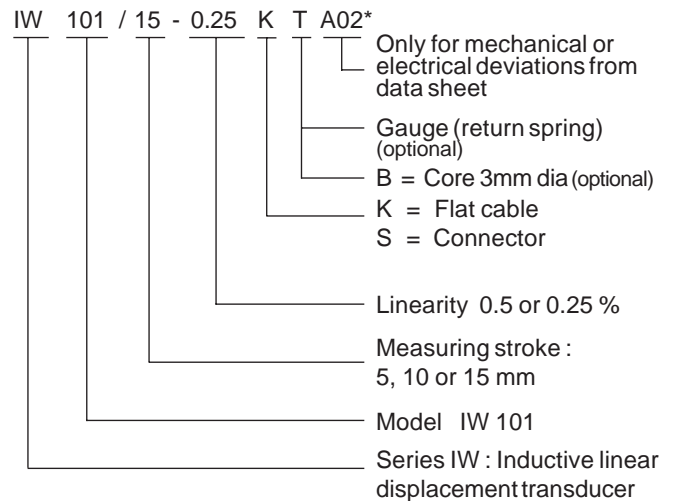 IW 101 / 15 - 0.25 K T A02*
Only for mechanical or
electrical deviations from
data sheet
Gauge (return spring)
(optional)
B = Core 3mm dia (optional)
K = Flat cable
S = Connector
Linearity 0.5 or 0.25 %
Measuring stroke :
5, 10 or 15 mm
Model IW 101
Series IW : Inductive linear
displacement transducer